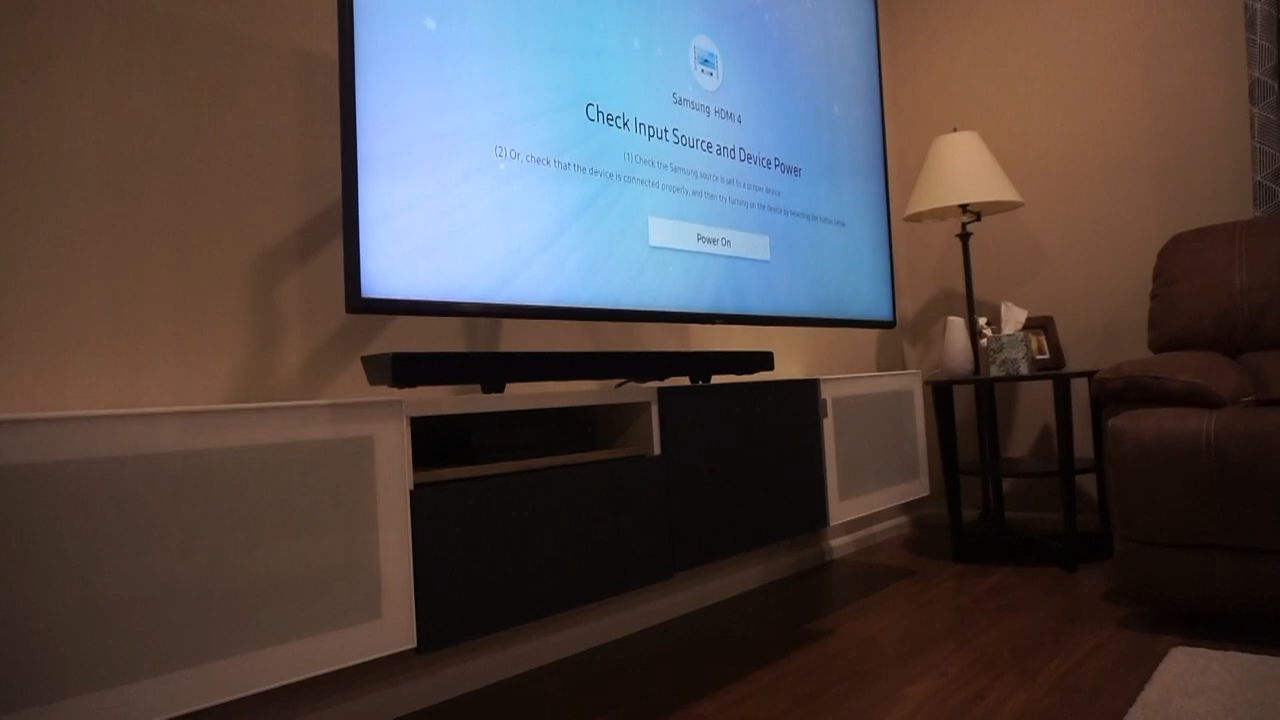 Samsung HDMI 4
Check Input Source and Device Power
(1) Check the Samsung source is set to a proper device.
(2) Or, check that the device is connected properly, and then try turning on the device by selecting the button below.
Power On